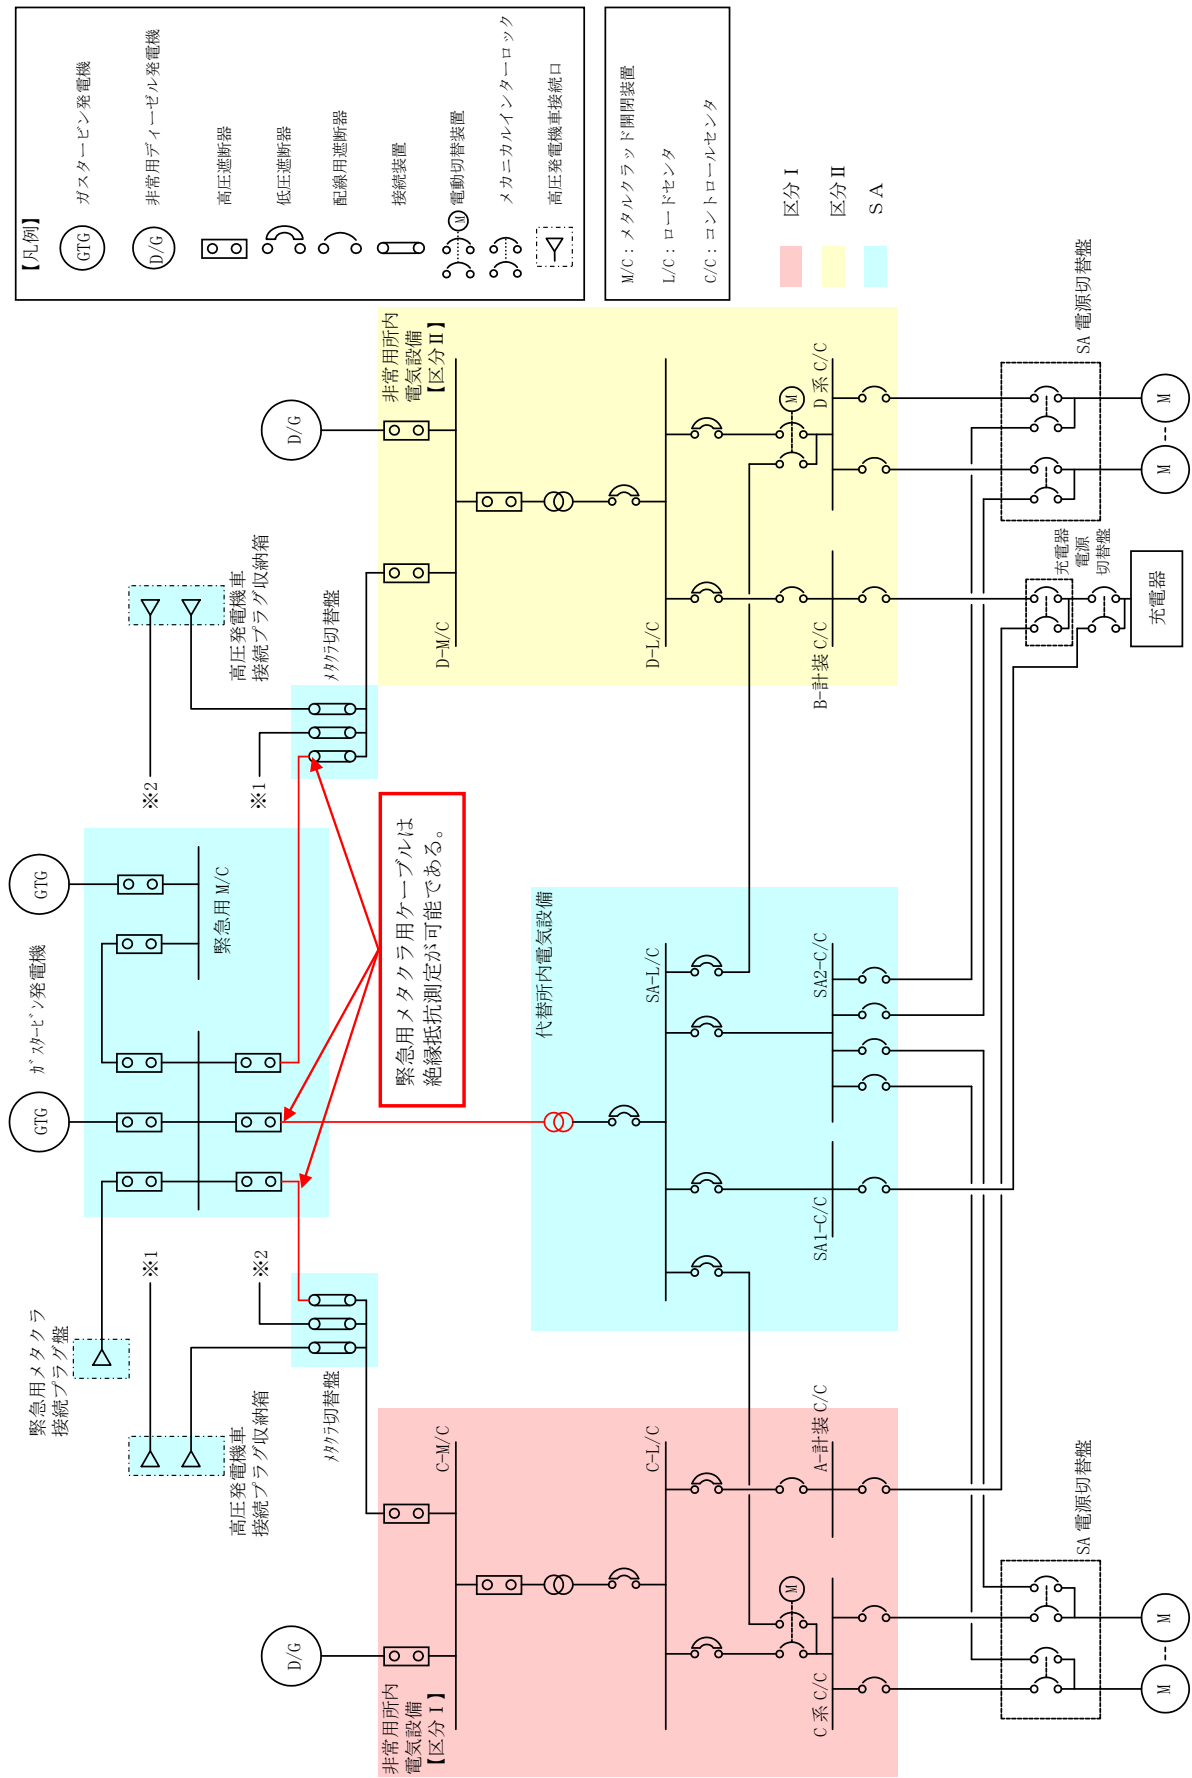 【凡例】
GTG
ガスタービン発電機
D/G
非常用ディーゼル発電機
高圧遮断器
低圧遮断器
配線用遮断器
接続装置
M
電動切替装置
メカニカルインターロック
高圧発電機車接続口
M/C：メタルクラッド開閉装置
L/C：ロードセンタ
C/C：コントロールセンタ
区分Ⅰ
区分Ⅱ
ＳＡ
緊急用メタクラ
接続プラグ盤
GTG
ｶﾞｽﾀｰﾋﾞﾝ発電機
GTG
緊急用 M/C
※1
※2
高圧発電機車
接続プラグ収納箱
ﾒﾀｸﾗ切替盤
※2
※1
高圧発電機車
接続プラグ収納箱
ﾒﾀｸﾗ切替盤
緊急用メタクラ用ケーブルは
絶縁抵抗測定が可能である。
D/G
非常用所内
電気設備
【区分Ⅰ】
C-M/C
C-L/C
M
C 系 C/C
A-計装 C/C
代替所内電気設備
SA-L/C
SA1-C/C
SA2-C/C
D/G
非常用所内
電気設備
【区分Ⅱ】
D-M/C
D-L/C
M
B-計装 C/C
D 系 C/C
SA 電源切替盤
M
M
充電器
電源
切替盤
充電器
SA 電源切替盤
M
M